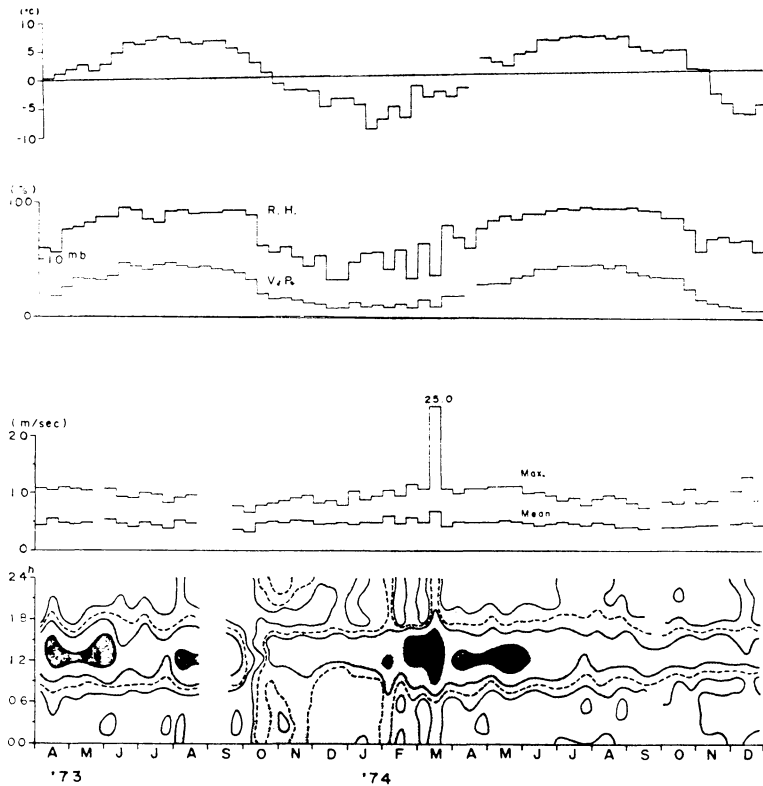 (°C)
10
5
0
-5
-10
(%)
100
R.H.
10 mb
V.P.
0
25.0
(m/sec)
20
Max.
10
Mean
0
24h
18
12
06
00
A M J J A S O N D J F M A M J J A S O N D
'73 '74